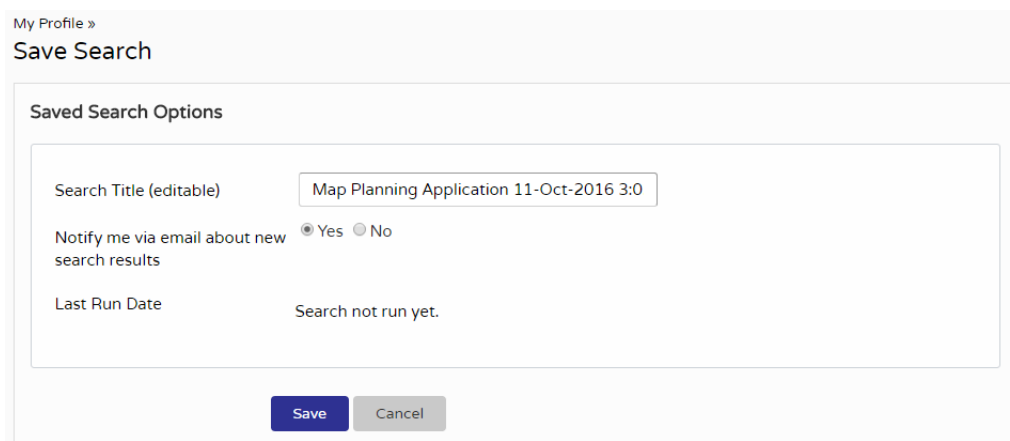 My Profile »
Save Search
Saved Search Options
Search Title (editable)
Map Planning Application 11-Oct-2016 3:0
Notify me via email about new
search results
Yes No
Last Run Date
Search not run yet.
Save Cancel